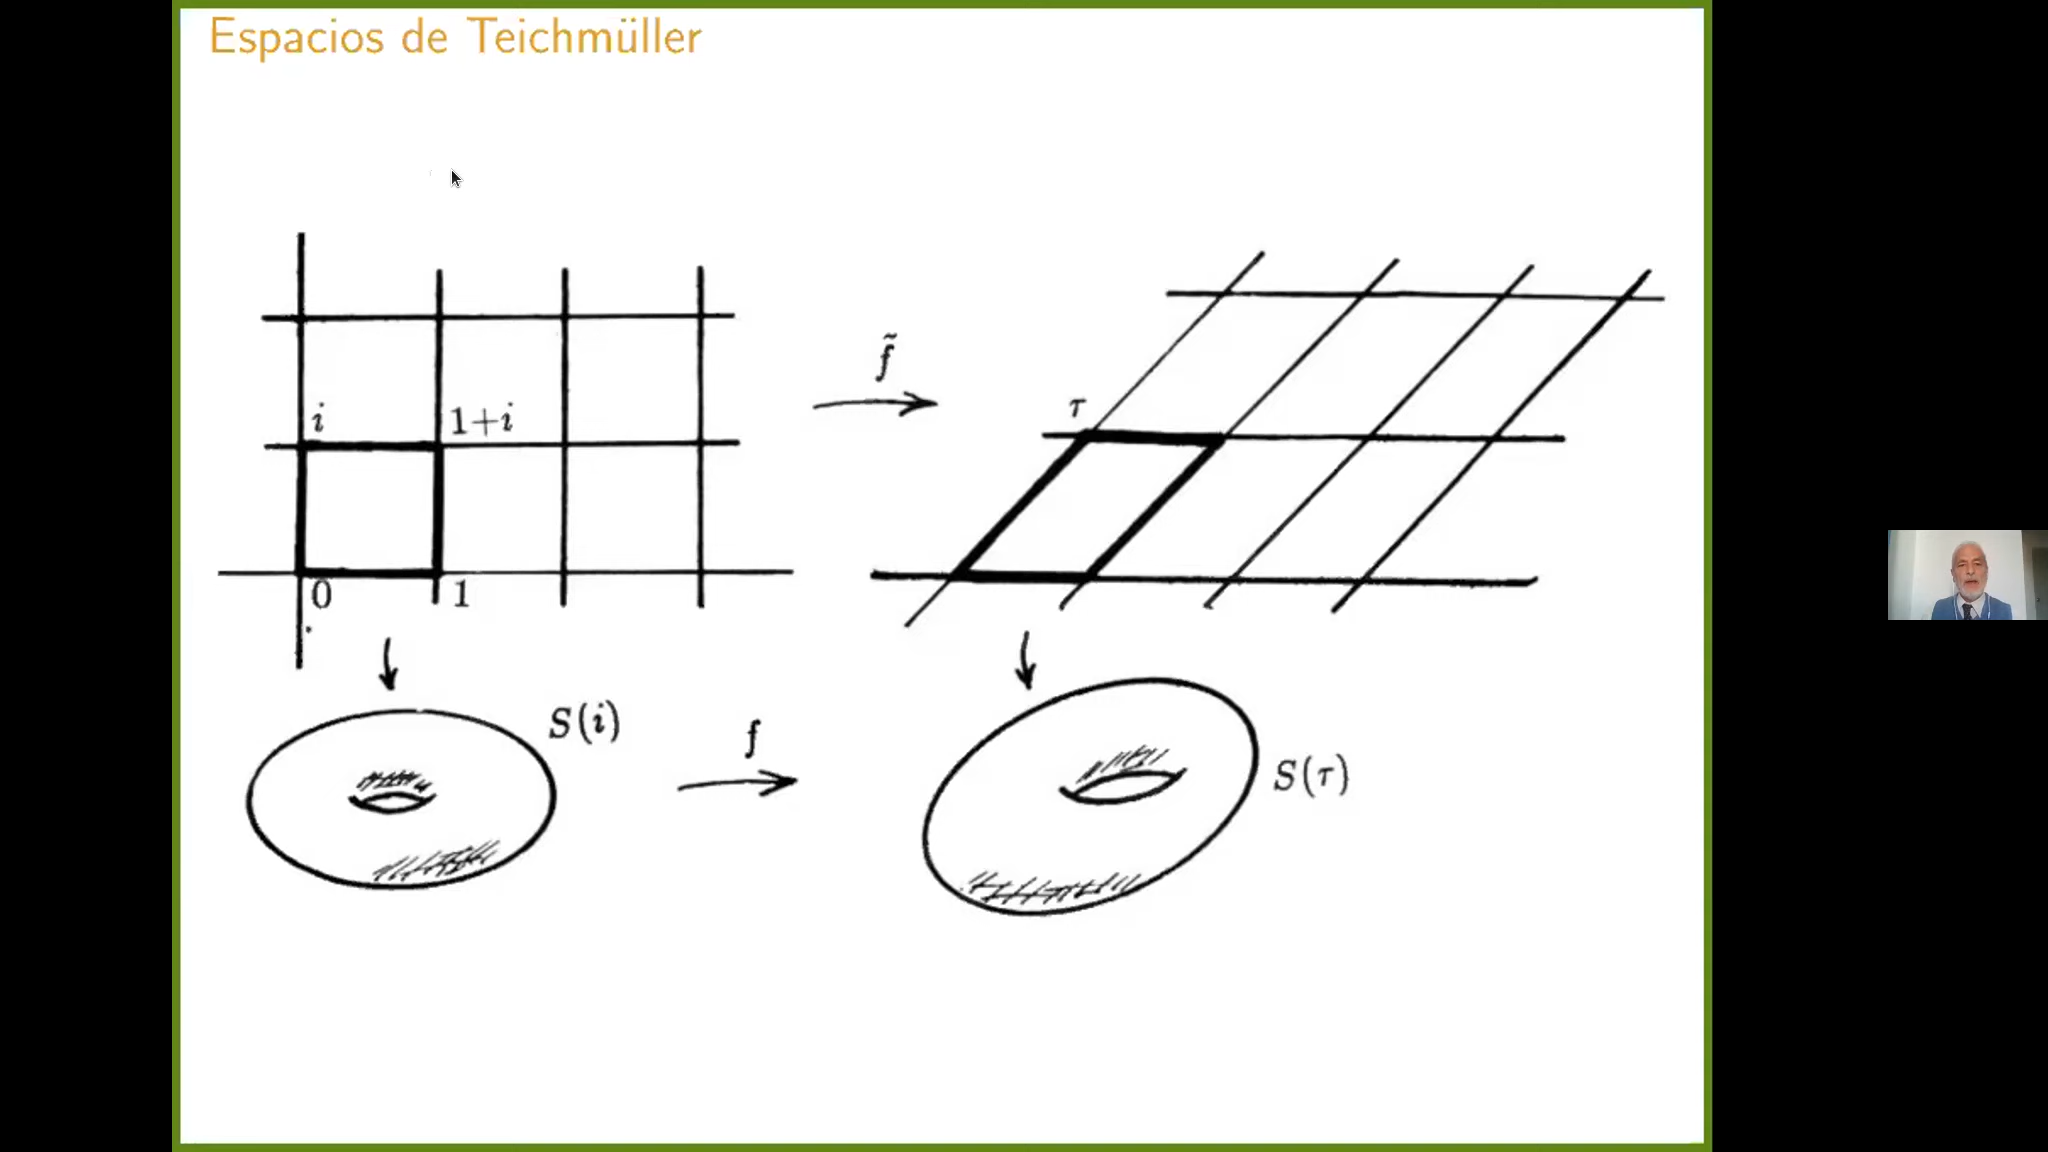 Espacios de Teichmüller
f̃
τ
i
1+i
0
1
S(i)
f
S(τ)